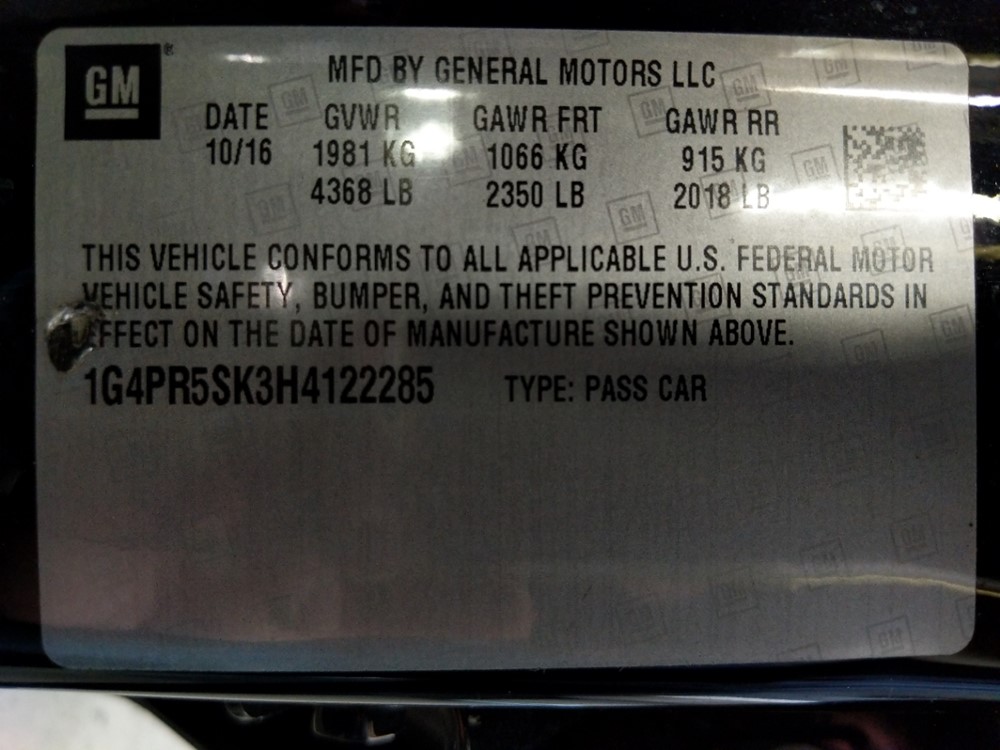 GM®
MFD BY GENERAL MOTORS LLC
DATE GVWR GAWR FRT GAWR RR
10/16 1981 KG 1066 KG 915 KG
4368 LB 2350 LB 2018 LB
THIS VEHICLE CONFORMS TO ALL APPLICABLE U.S. FEDERAL MOTOR
VEHICLE SAFETY, BUMPER, AND THEFT PREVENTION STANDARDS IN
EFFECT ON THE DATE OF MANUFACTURE SHOWN ABOVE.
1G4PR5SK3H4122285 TYPE: PASS CAR